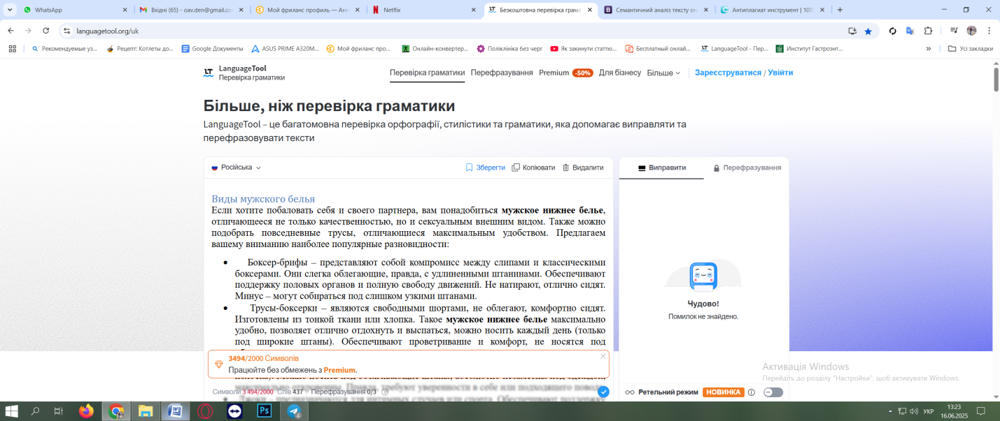 WhatsApp
Вхідні (65) - oav.den@gmail.co
Мой фриланс профиль — Анн
Netflix
Безкоштовна перевірка грама
Семантичний аналіз тексту он
Антиплагиат инструмент | 100
languagetool.org/uk
Рекомендуемые уз...
Рецепт: Котлеты до...
Google Документы
ASUS PRIME A320M...
Мой фриланс про...
Онлайн-конвертер...
Поліклініка без черг
Як закинути статтю...
Бесплатный онлай...
LanguageTool - Пер...
Институт Гастроэнт...
Усі закладки
LanguageTool
Перевірка граматики
Перевірка граматики Перефразування Premium -50% Для бізнесу Більше
Зареєструватися / Увійти
Більше, ніж перевірка граматики
LanguageTool – це багатомовна перевірка орфографії, стилістики та граматики, яка допомагає виправляти та
перефразовувати тексти
Російська
Зберегти Копіювати Видалити
Виправити Перефразування
Виды мужского белья
Если хотите побаловать себя и своего партнера, вам понадобиться мужское нижнее белье,
отличающееся не только качественностью, но и сексуальным внешним видом. Также можно
подобрать повседневные трусы, отличающиеся максимальным удобством. Предлагаем
вашему вниманию наиболее популярные разновидности:
• Боксер-брифы – представляют собой компромисс между слипами и классическими
боксерами. Они слегка облегающие, правда, с удлиненными штанинами. Обеспечивают
поддержку половых органов и полную свободу движений. Не натирают, отлично сидят.
Минус – могут собираться под слишком узкими штанами.
• Трусы-боксерки – являются свободными шортами, не облегают, комфортно сидят.
Изготовлены из тонкой ткани или хлопка. Такое мужское нижнее белье максимально
удобно, позволяет отлично отдохнуть и выспаться, можно носить каждый день (только
под широкие штаны). Обеспечивают проветривание и комфорт, не носятся под
3494/2000 Символів
Працюйте без обмежень з Premium.
максимально откровенны. Правда, требуют уверенности в себе или подходящего повода.
Символи 3 494/2000 Слів 437 Перефразування 0/3
Чудово!
Помилок не знайдено.
Активація Windows
Перейдіть до розділу "Настройки", щоб активувати Windows.
Ретельний режим НОВИНКА
УКР
13:23
16.06.2025